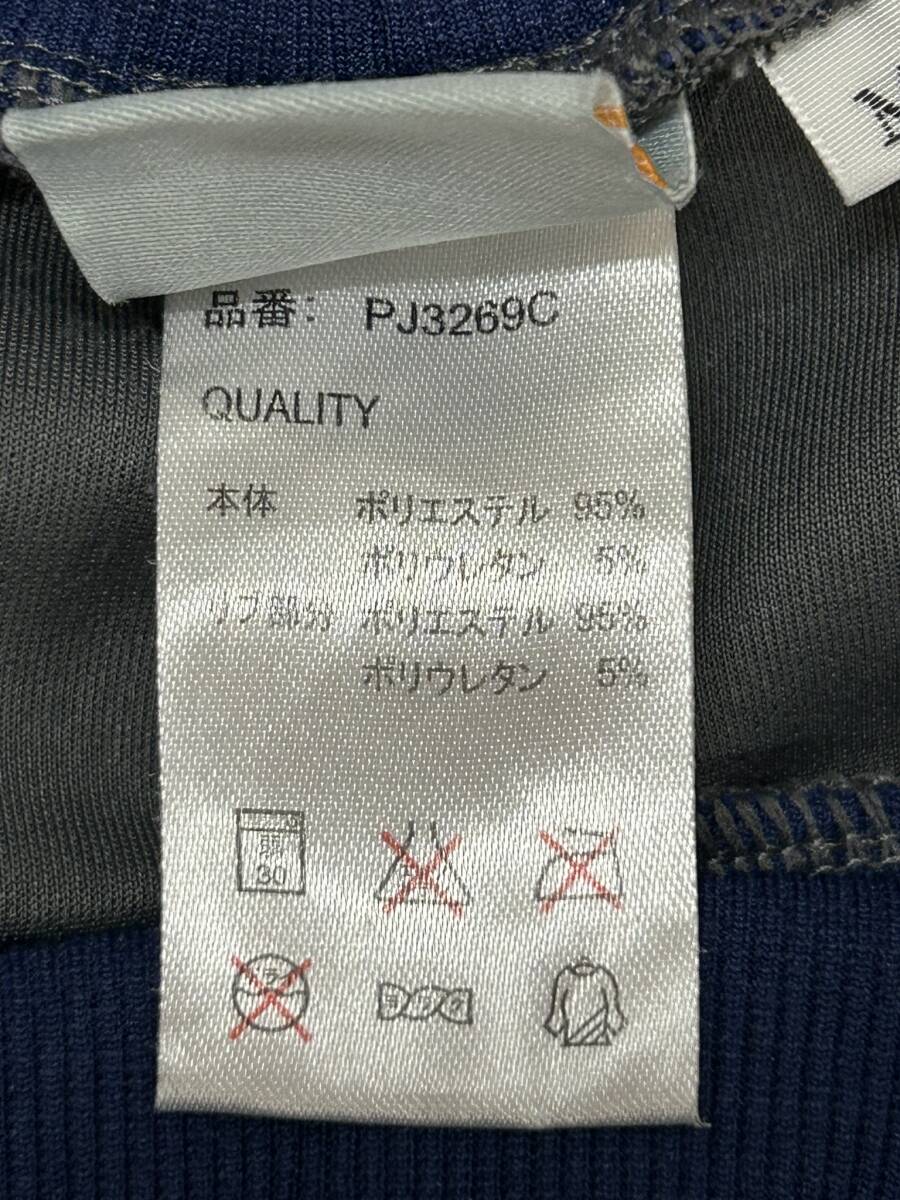 品番: PJ3269C
QUALITY
本体 ポリエステル 95%
ポリウレタン 5%
リブ部分 ポリエステル 95%
ポリウレタン 5%
弱
30